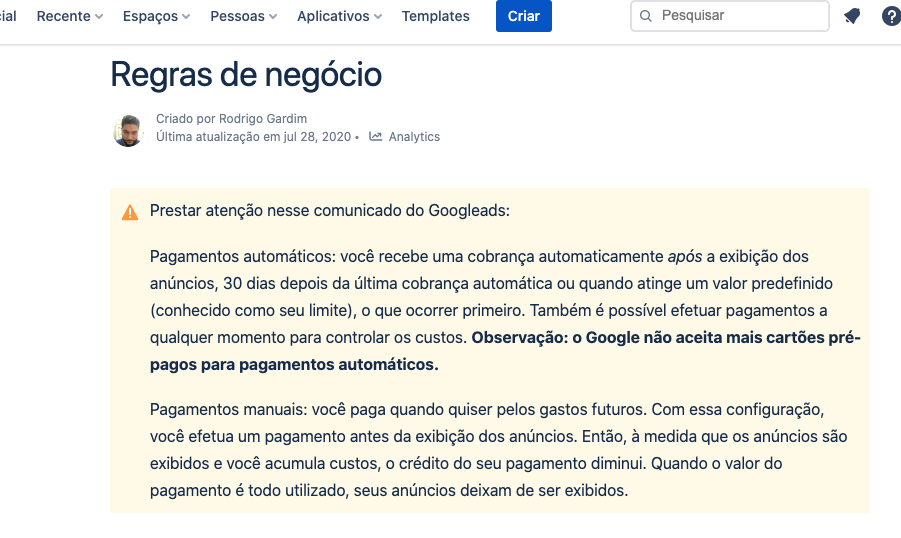 cial Recente Espaços Pessoas Aplicativos Templates Criar Pesquisar
Regras de negócio
Criado por Rodrigo Gardim
Última atualização em jul 28, 2020 • Analytics
Prestar atenção nesse comunicado do Googleads:
Pagamentos automáticos: você recebe uma cobrança automaticamente após a exibição dos
anúncios, 30 dias depois da última cobrança automática ou quando atinge um valor predefinido
(conhecido como seu limite), o que ocorrer primeiro. Também é possível efetuar pagamentos a
qualquer momento para controlar os custos. Observação: o Google não aceita mais cartões pré-
pagos para pagamentos automáticos.
Pagamentos manuais: você paga quando quiser pelos gastos futuros. Com essa configuração,
você efetua um pagamento antes da exibição dos anúncios. Então, à medida que os anúncios são
exibidos e você acumula custos, o crédito do seu pagamento diminui. Quando o valor do
pagamento é todo utilizado, seus anúncios deixam de ser exibidos.